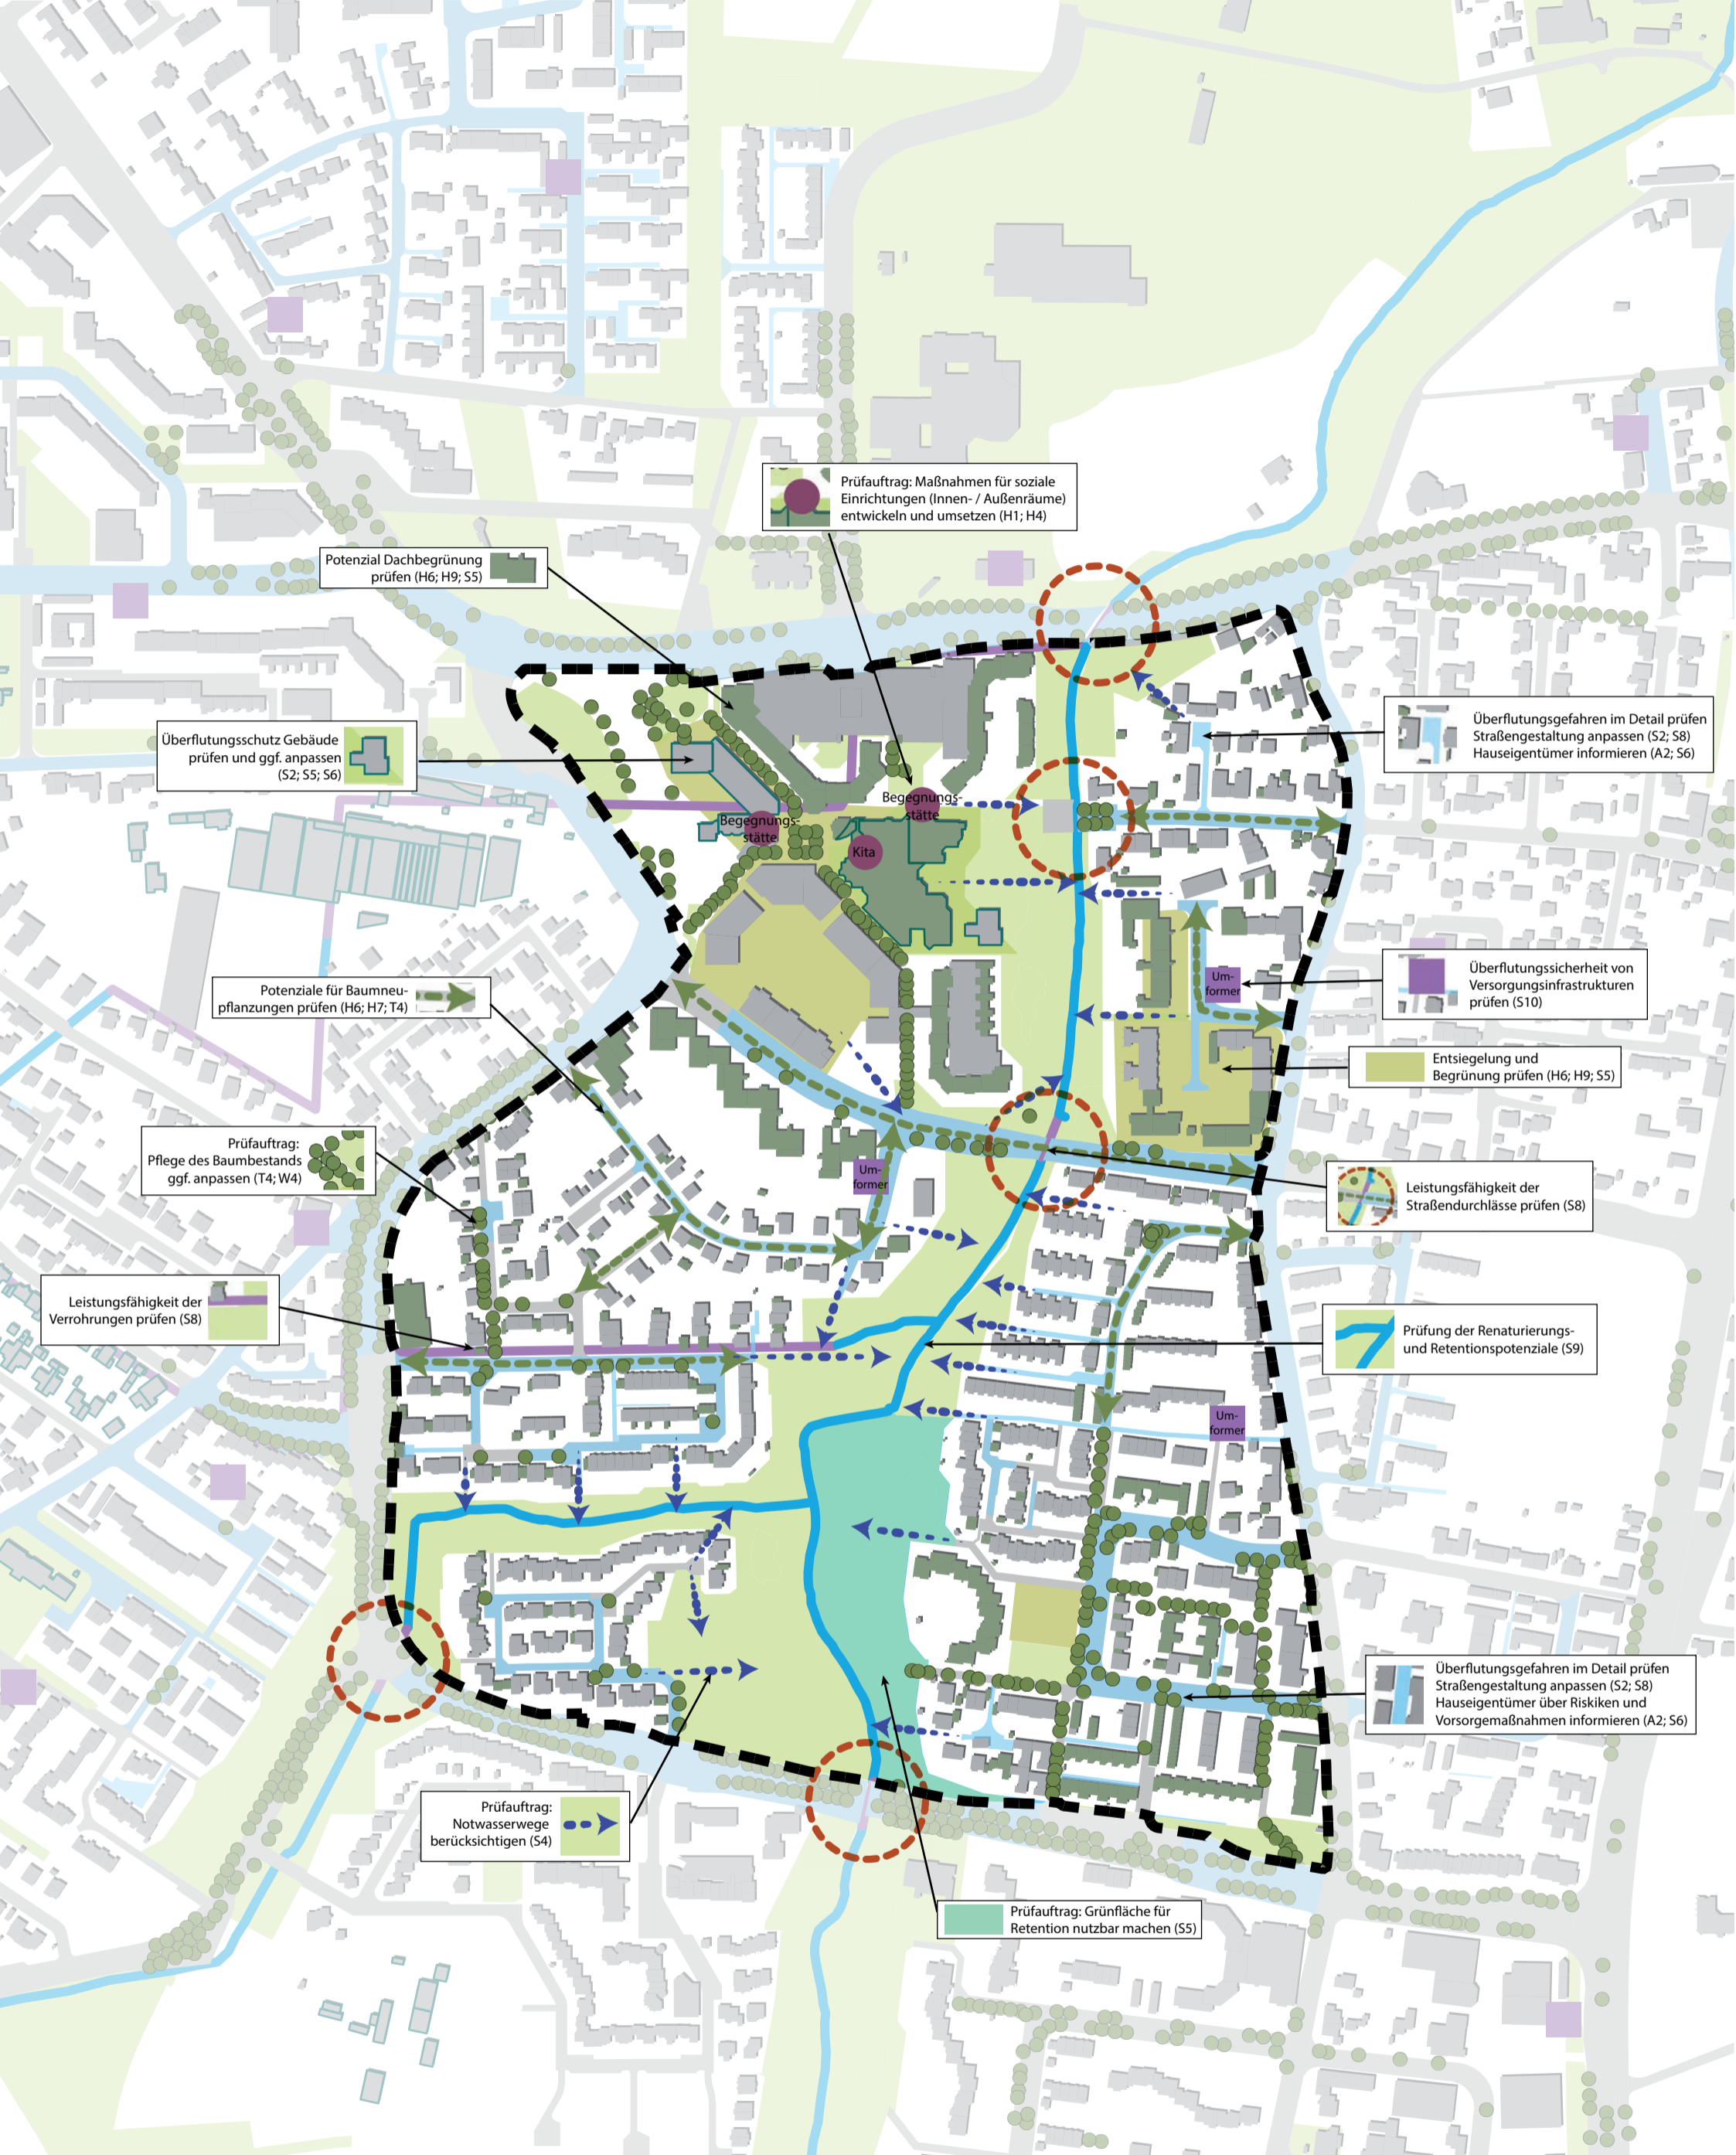 Prüfauftrag: Maßnahmen für soziale
Einrichtungen (Innen- / Außenräume)
entwickeln und umsetzen (H1; H4)
Potenzial Dachbegrünung
prüfen (H6; H9; S5)
Überflutungsschutz Gebäude
prüfen und ggf. anpassen
(S2; S5; S6)
Überflutungsgefahren im Detail prüfen
Straßengestaltung anpassen (S2; S8)
Hauseigentümer informieren (A2; S6)
Begegnungs-
stätte
Begegnungs-
stätte
Kita
Potenziale für Baumneu-
pflanzungen prüfen (H6; H7; T4)
Um-
former
Überflutungssicherheit von
Versorgungsinfrastrukturen
prüfen (S10)
Entsiegelung und
Begrünung prüfen (H6; H9; S5)
Prüfauftrag:
Pflege des Baumbestands
ggf. anpassen (T4; W4)
Um-
former
Leistungsfähigkeit der
Straßendurchlässe prüfen (S8)
Leistungsfähigkeit der
Verrohrungen prüfen (S8)
Prüfung der Renaturierungs-
und Retentionspotenziale (S9)
Um-
former
Überflutungsgefahren im Detail prüfen
Straßengestaltung anpassen (S2; S8)
Hauseigentümer über Risiken und
Vorsorgemaßnahmen informieren (A2; S6)
Prüfauftrag:
Notwasserwege
berücksichtigen (S4)
Prüfauftrag: Grünfläche für
Retention nutzbar machen (S5)